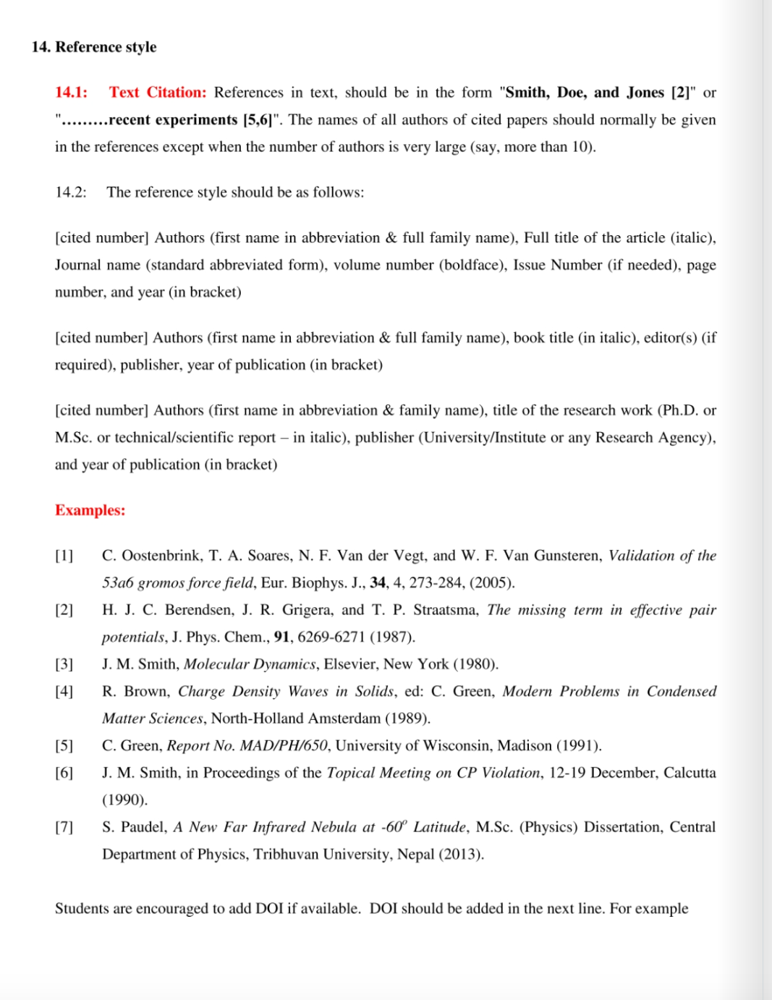 14. Reference style
14.1: Text Citation: References in text, should be in the form "Smith, Doe, and Jones [2]" or
".........recent experiments [5,6]". The names of all authors of cited papers should normally be given
in the references except when the number of authors is very large (say, more than 10).
14.2: The reference style should be as follows:
[cited number] Authors (first name in abbreviation & full family name), Full title of the article (italic),
Journal name (standard abbreviated form), volume number (boldface), Issue Number (if needed), page
number, and year (in bracket)
[cited number] Authors (first name in abbreviation & full family name), book title (in italic), editor(s) (if
required), publisher, year of publication (in bracket)
[cited number] Authors (first name in abbreviation & family name), title of the research work (Ph.D. or
M.Sc. or technical/scientific report – in italic), publisher (University/Institute or any Research Agency),
and year of publication (in bracket)
Examples:
[1] C. Oostenbrink, T. A. Soares, N. F. Van der Vegt, and W. F. Van Gunsteren, Validation of the
53a6 gromos force field, Eur. Biophys. J., 34, 4, 273-284, (2005).
[2] H. J. C. Berendsen, J. R. Grigera, and T. P. Straatsma, The missing term in effective pair
potentials, J. Phys. Chem., 91, 6269-6271 (1987).
[3] J. M. Smith, Molecular Dynamics, Elsevier, New York (1980).
[4] R. Brown, Charge Density Waves in Solids, ed: C. Green, Modern Problems in Condensed
Matter Sciences, North-Holland Amsterdam (1989).
[5] C. Green, Report No. MAD/PH/650, University of Wisconsin, Madison (1991).
[6] J. M. Smith, in Proceedings of the Topical Meeting on CP Violation, 12-19 December, Calcutta
(1990).
[7] S. Paudel, A New Far Infrared Nebula at -60º Latitude, M.Sc. (Physics) Dissertation, Central
Department of Physics, Tribhuvan University, Nepal (2013).
Students are encouraged to add DOI if available. DOI should be added in the next line. For example